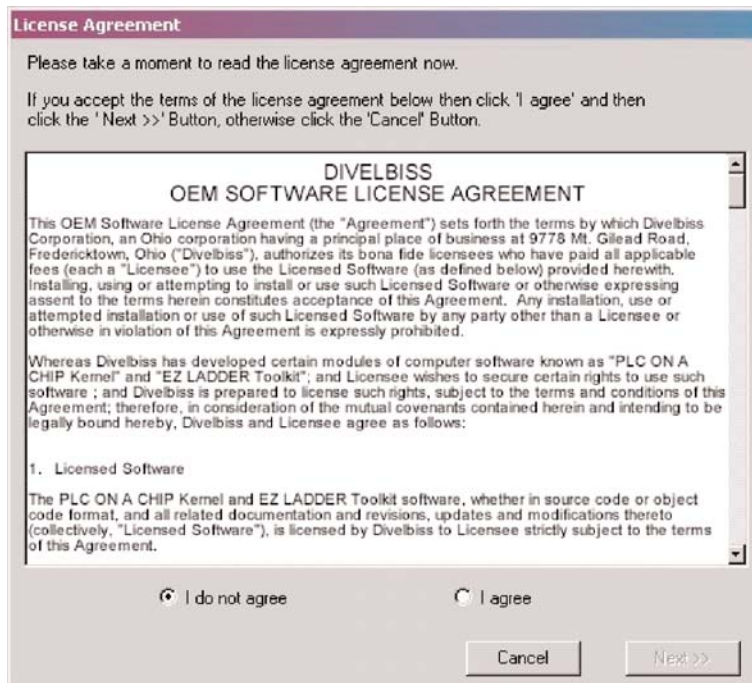 License Agreement
Please take a moment to read the license agreement now.
If you accept the terms of the license agreement below then click 'I agree' and then
click the ' Next >>' Button, otherwise click the 'Cancel' Button.
DIVELBISS
OEM SOFTWARE LICENSE AGREEMENT
This OEM Software License Agreement (the "Agreement") sets forth the terms by which Divelbiss
Corporation, an Ohio corporation having a principal place of business at 9778 Mt. Gilead Road,
Fredericktown, Ohio ("Divelbiss"), authorizes its bona fide licensees who have paid all applicable
fees (each a "Licensee") to use the Licensed Software (as defined below) provided herewith.
Installing, using or attempting to install or use such Licensed Software or otherwise expressing
assent to the terms herein constitutes acceptance of this Agreement. Any installation, use or
attempted installation or use of such Licensed Software by any party other than a Licensee or
otherwise in violation of this Agreement is expressly prohibited.
Whereas Divelbiss has developed certain modules of computer software known as "PLC ON A
CHIP Kernel" and "EZ LADDER Toolkit"; and Licensee wishes to secure certain rights to use such
software ; and Divelbiss is prepared to license such rights, subject to the terms and conditions of this
Agreement; therefore, in consideration of the mutual covenants contained herein and intending to be
legally bound hereby, Divelbiss and Licensee agree as follows:
1. Licensed Software
The PLC ON A CHIP Kernel and EZ LADDER Toolkit software, whether in source code or object
code format, and all related documentation and revisions, updates and modifications thereto
(collectively, "Licensed Software"), is licensed by Divelbiss to Licensee strictly subject to the terms
of this Agreement.
I do not agree
I agree
Cancel
Next >>